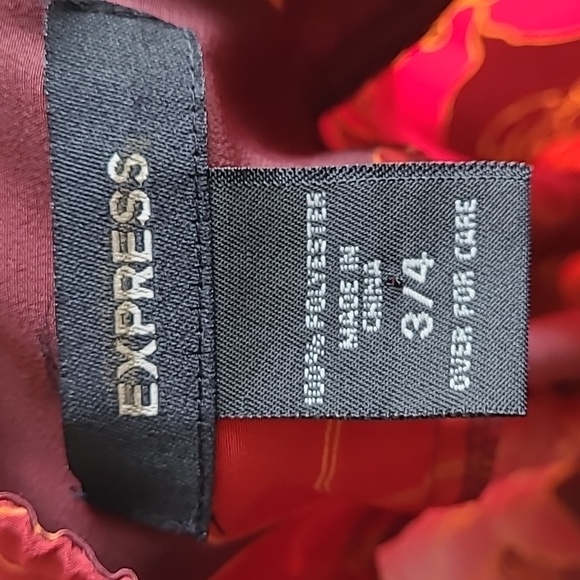 EXPRESS
100% POLYESTER
MADE IN
CHINA
3/4
OVER FOR CARE